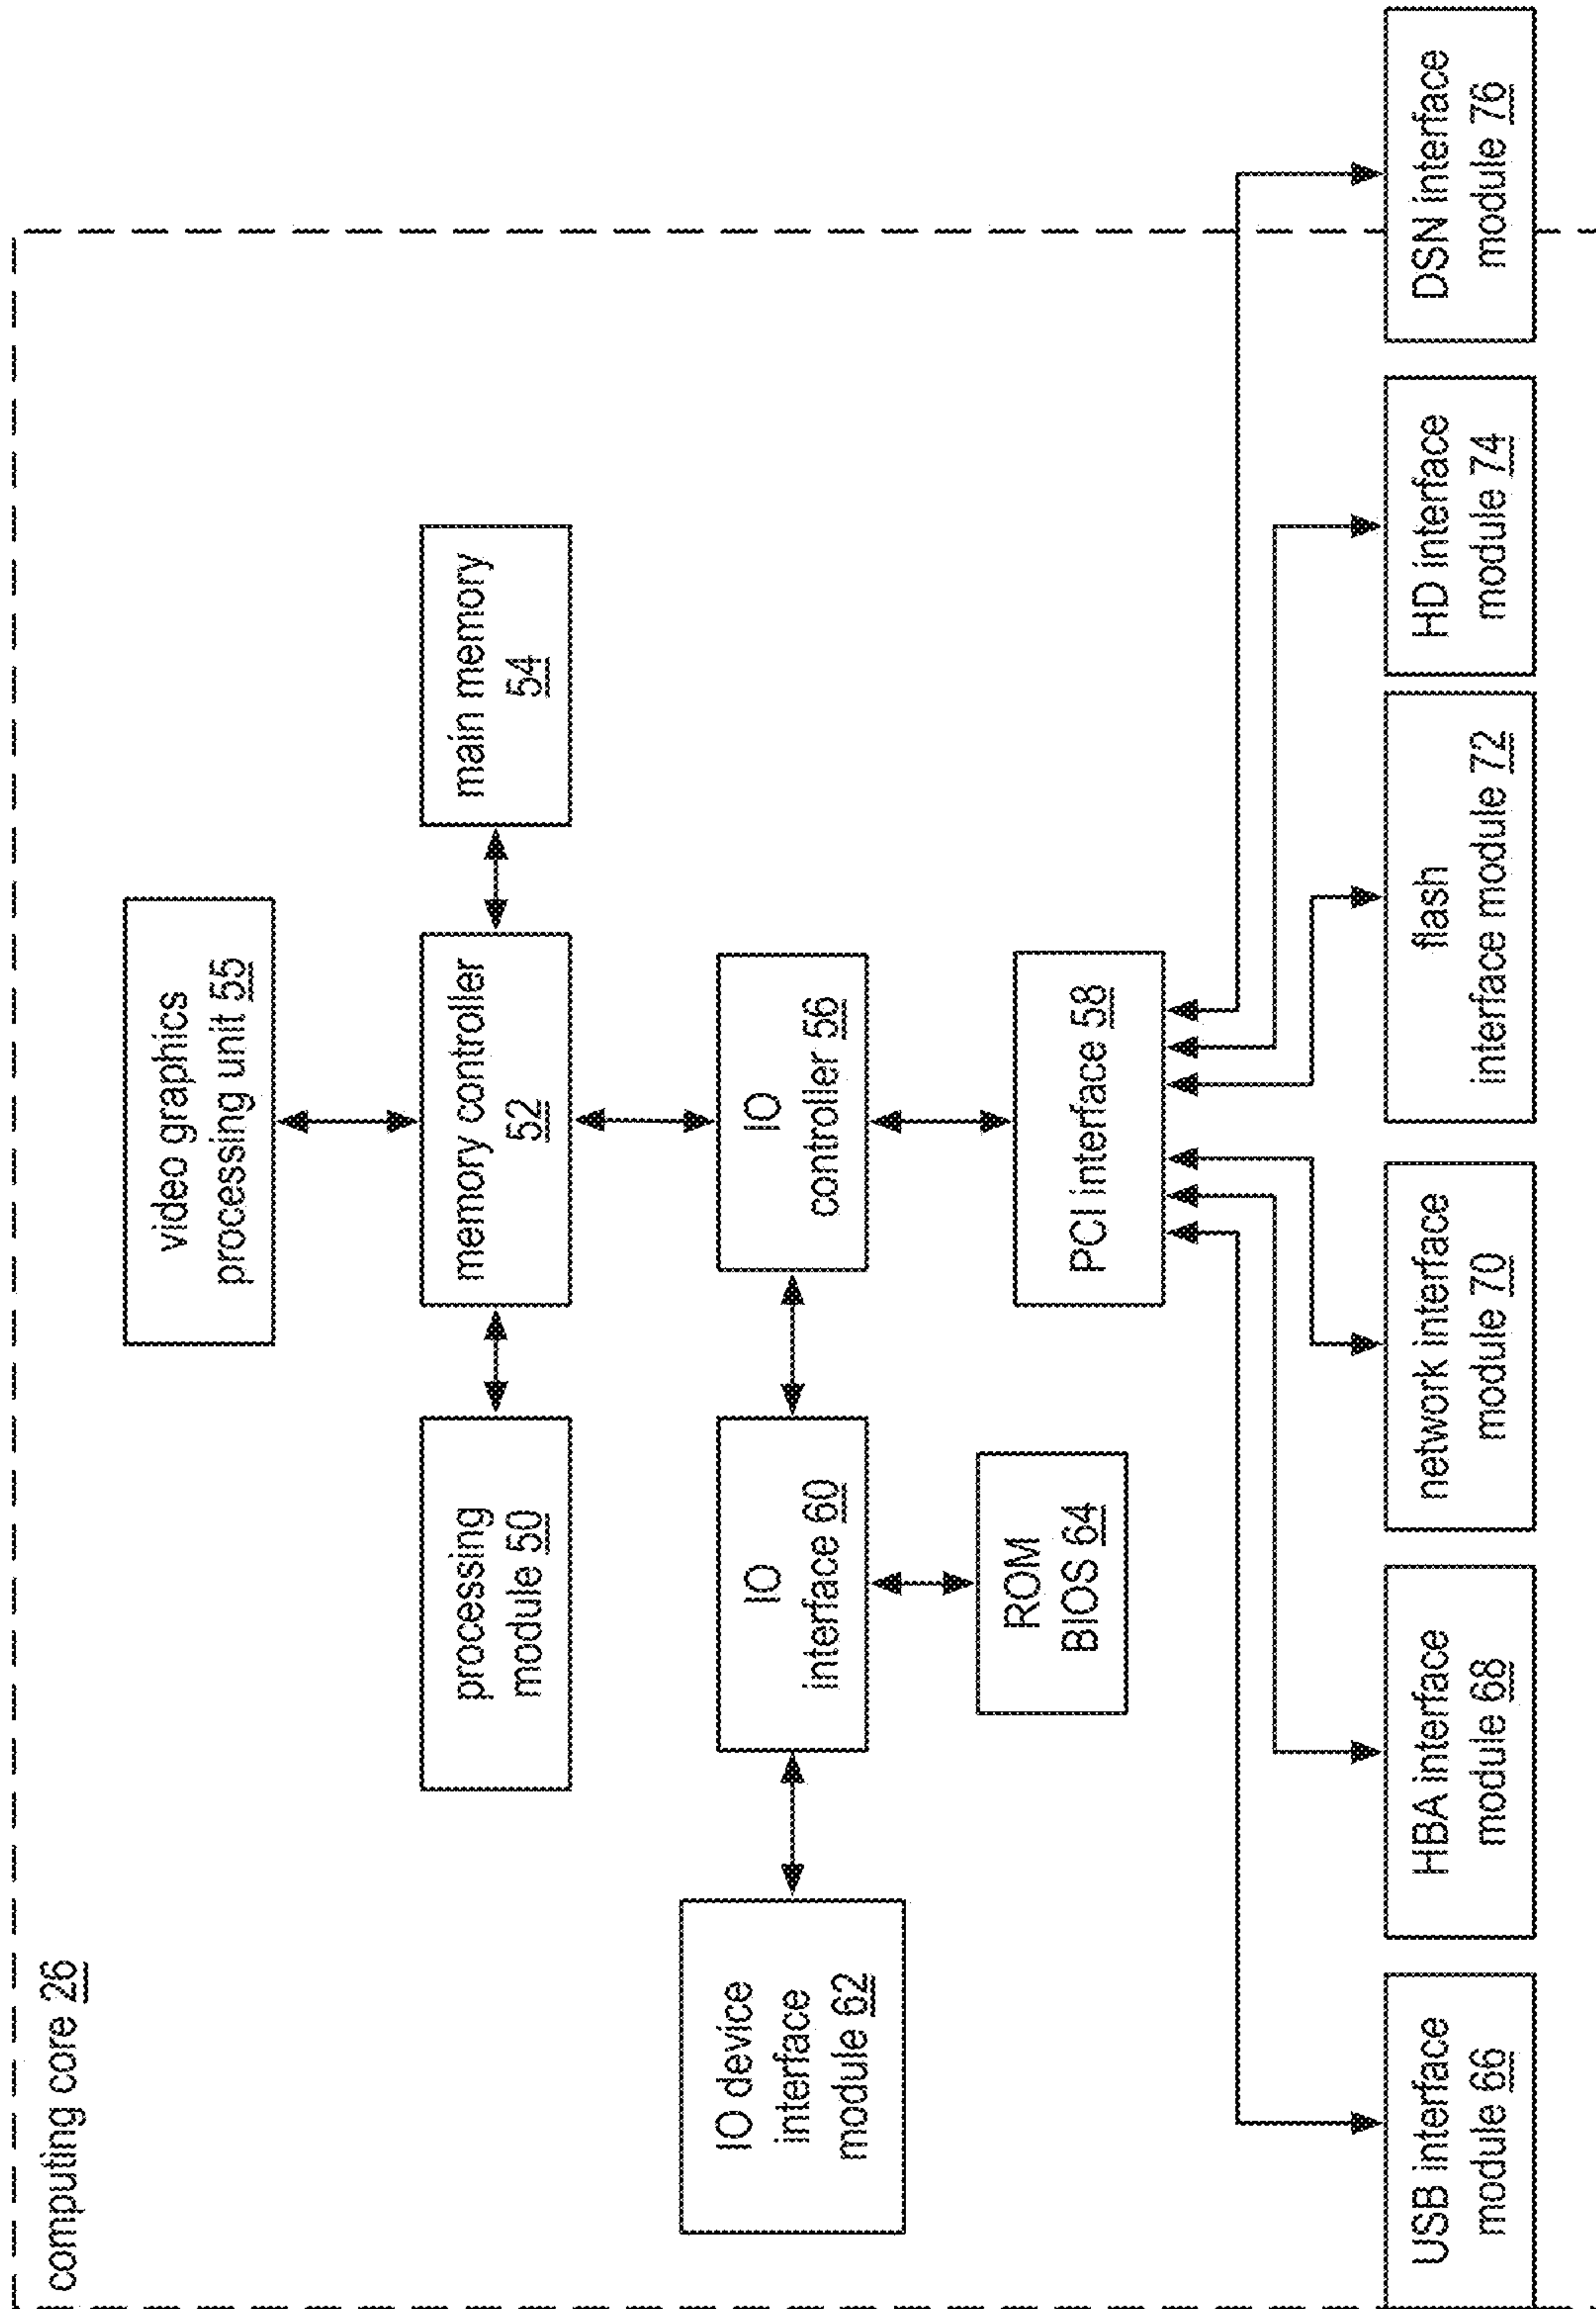 computing core 26
video graphics
processing unit 55
processing
module 50
memory controller
52
main memory
54
IO device
interface
module 62
IO
interface 60
IO
controller 56
ROM
BIOS 64
PCI interface 58
USB interface
module 66
HBA interface
module 68
network interface
module 70
flash
interface module 72
HD interface
module 74
DSN interface
module 76